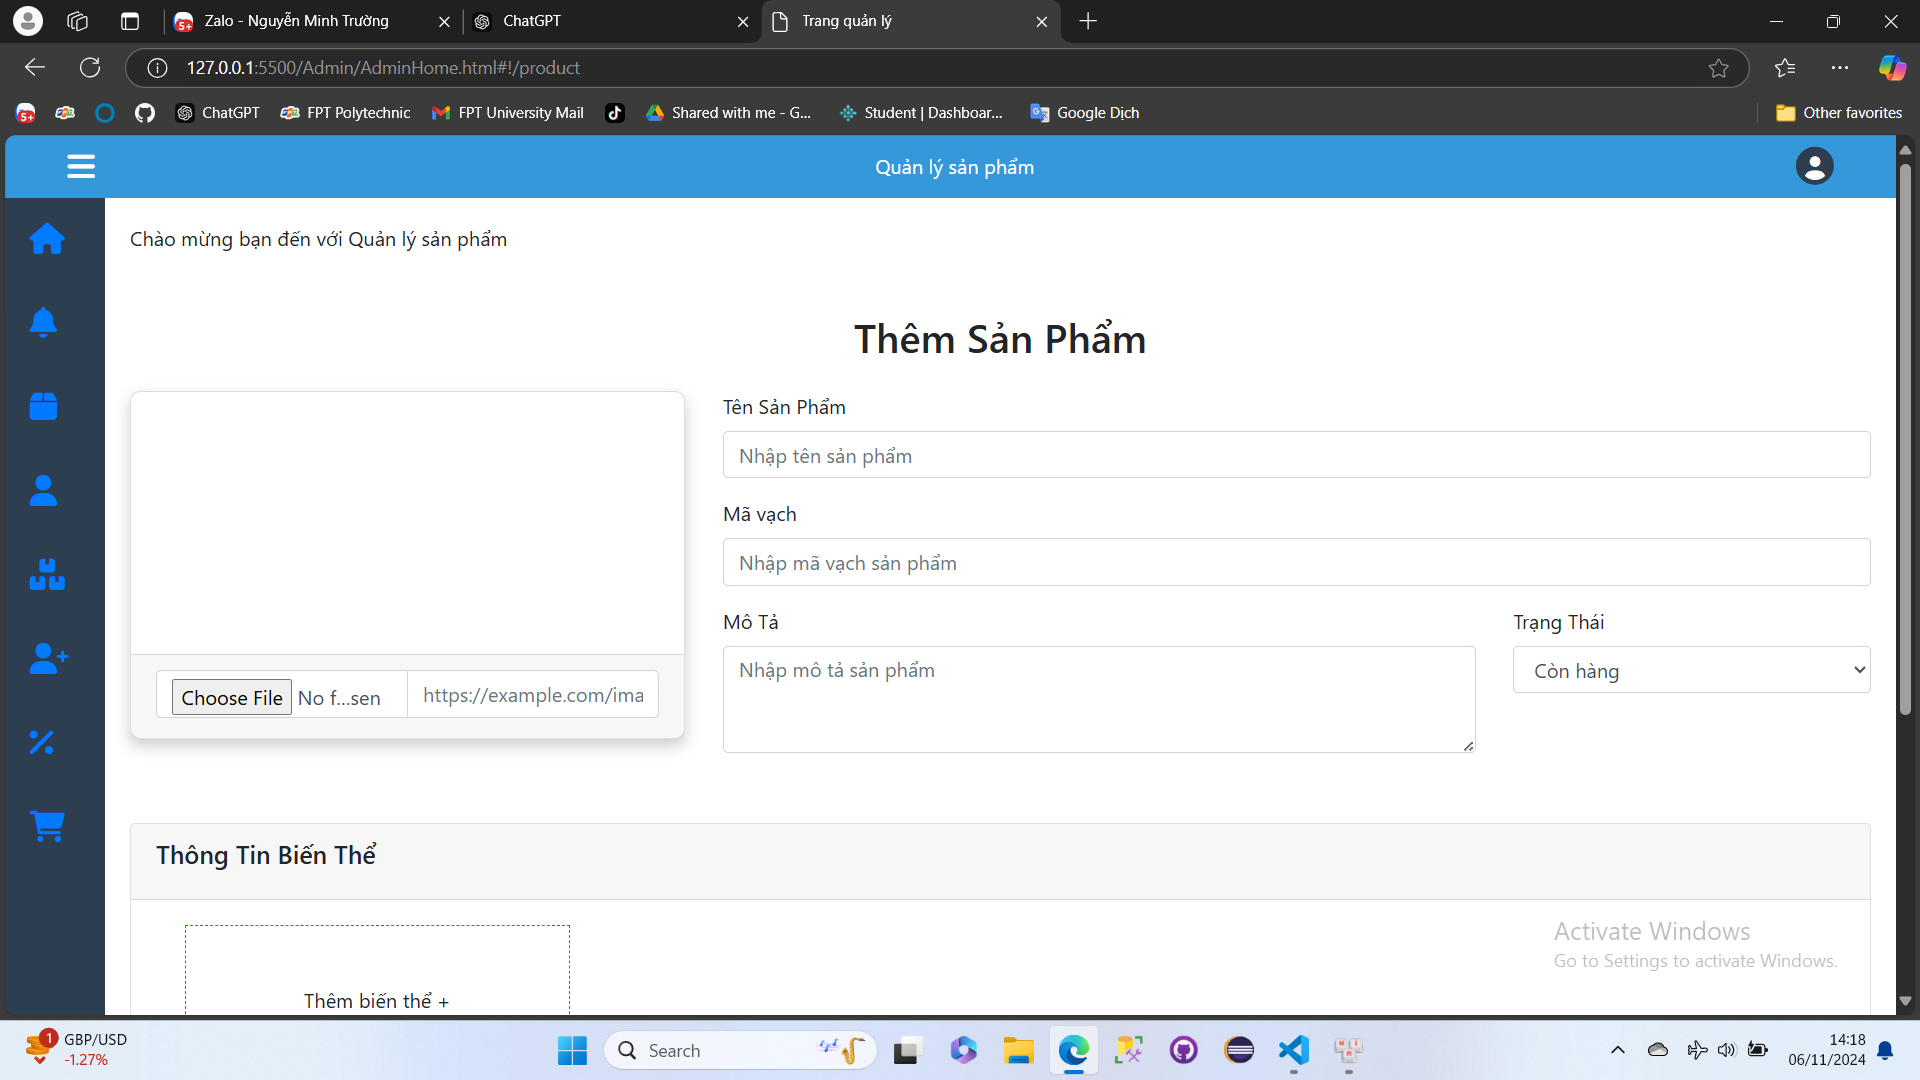 Zalo - Nguyễn Minh Trường
ChatGPT
Trang quản lý
127.0.0.1:5500/Admin/AdminHome.html#!/product
5+
ChatGPT
FPT Polytechnic
FPT University Mail
Shared with me - G...
Student | Dashboar...
Google Dịch
Other favorites
Quản lý sản phẩm
Chào mừng bạn đến với Quản lý sản phẩm
Thêm Sản Phẩm
Tên Sản Phẩm
Nhập tên sản phẩm
Mã vạch
Nhập mã vạch sản phẩm
Mô Tả
Trạng Thái
Nhập mô tả sản phẩm
Còn hàng
Choose File No f...sen
https://example.com/ima
Thông Tin Biến Thể
Thêm biến thể +
Activate Windows
Go to Settings to activate Windows.
1
GBP/USD
-1.27%
Search
14:18
06/11/2024